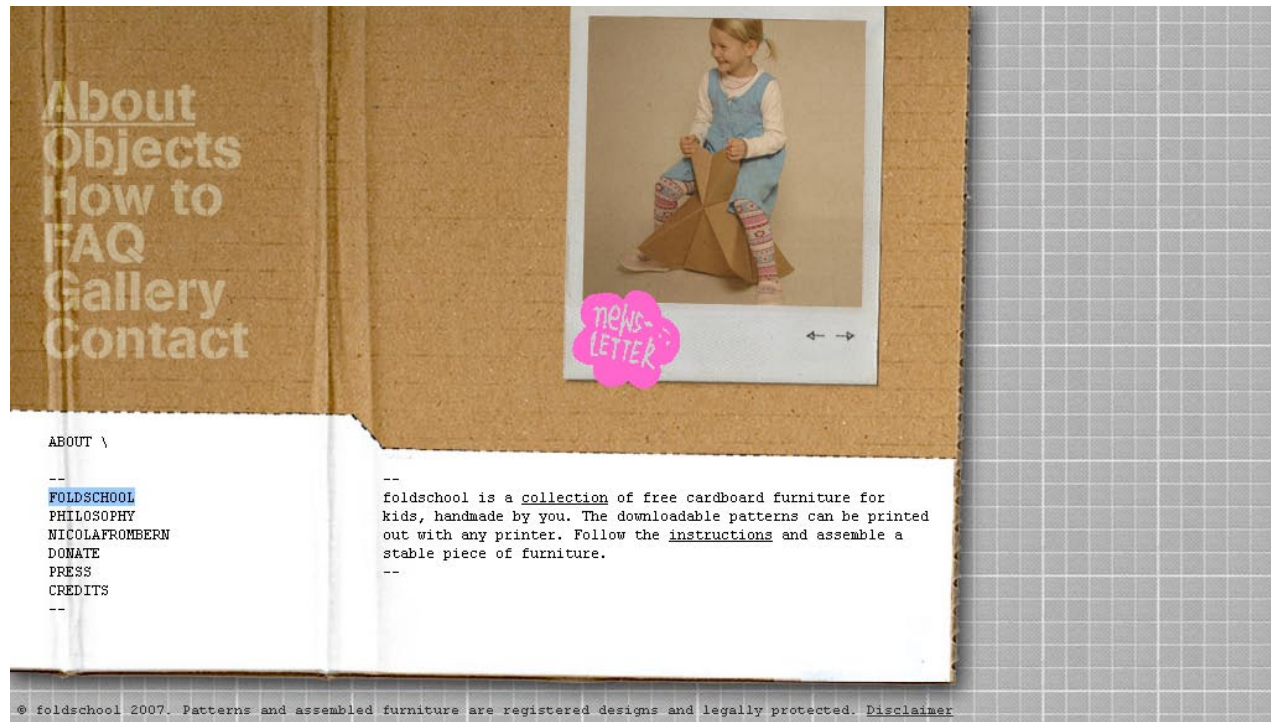 About
Objects
How to
FAQ
Gallery
Contact
news-
LETTER
ABOUT \
--
FOLDSCHOOL
PHILOSOPHY
NICOLAFROMBERN
DONATE
PRESS
CREDITS
--
--
foldschool is a collection of free cardboard furniture for
kids, handmade by you. The downloadable patterns can be printed
out with any printer. Follow the instructions and assemble a
stable piece of furniture.
--
© foldschool 2007. Patterns and assembled furniture are registered designs and legally protected. Disclaimer